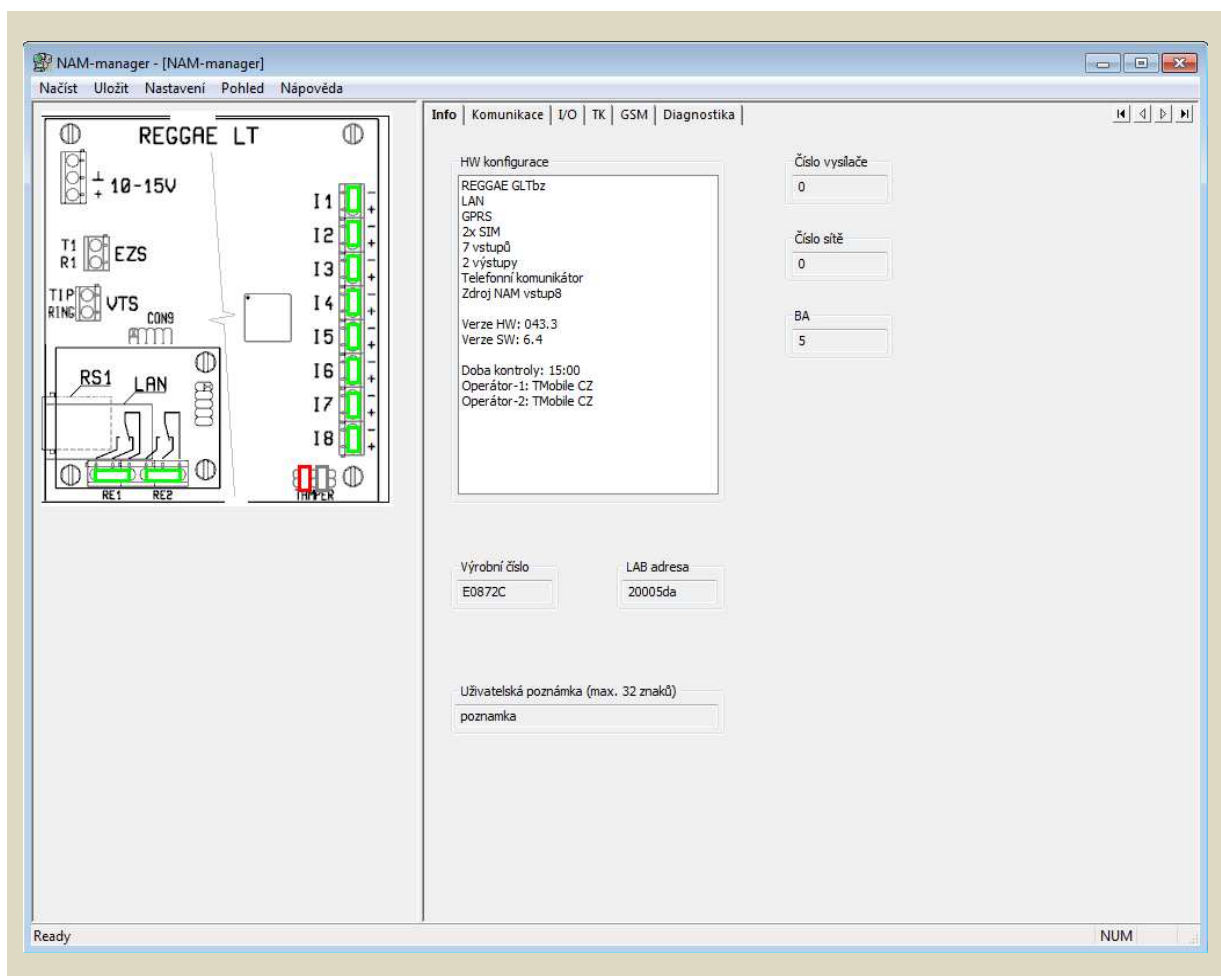 NAM-manager - [NAM-manager]
Načíst Uložit Nastavení Pohled Nápověda
REGGAE LT
⊥ 10-15V
+
T1 EZS
R1
TIP VTS
RING
CON9
RS1 LAN
RE1 RE2
I1 - +
I2 - +
I3 - +
I4 - +
I5 - +
I6 - +
I7 - +
I8 - +
TAMPER
Info Komunikace I/O TK GSM Diagnostika
HW konfigurace
REGGAE GLTbz
LAN
GPRS
2x SIM
7 vstupů
2 výstupy
Telefonní komunikátor
Zdroj NAM vstup8
Verze HW: 043.3
Verze SW: 6.4
Doba kontroly: 15:00
Operátor-1: TMobile CZ
Operátor-2: TMobile CZ
Číslo vysílače
0
Číslo sítě
0
BA
5
Výrobní číslo
E0872C
LAB adresa
20005da
Uživatelská poznámka (max. 32 znaků)
poznamka
Ready NUM